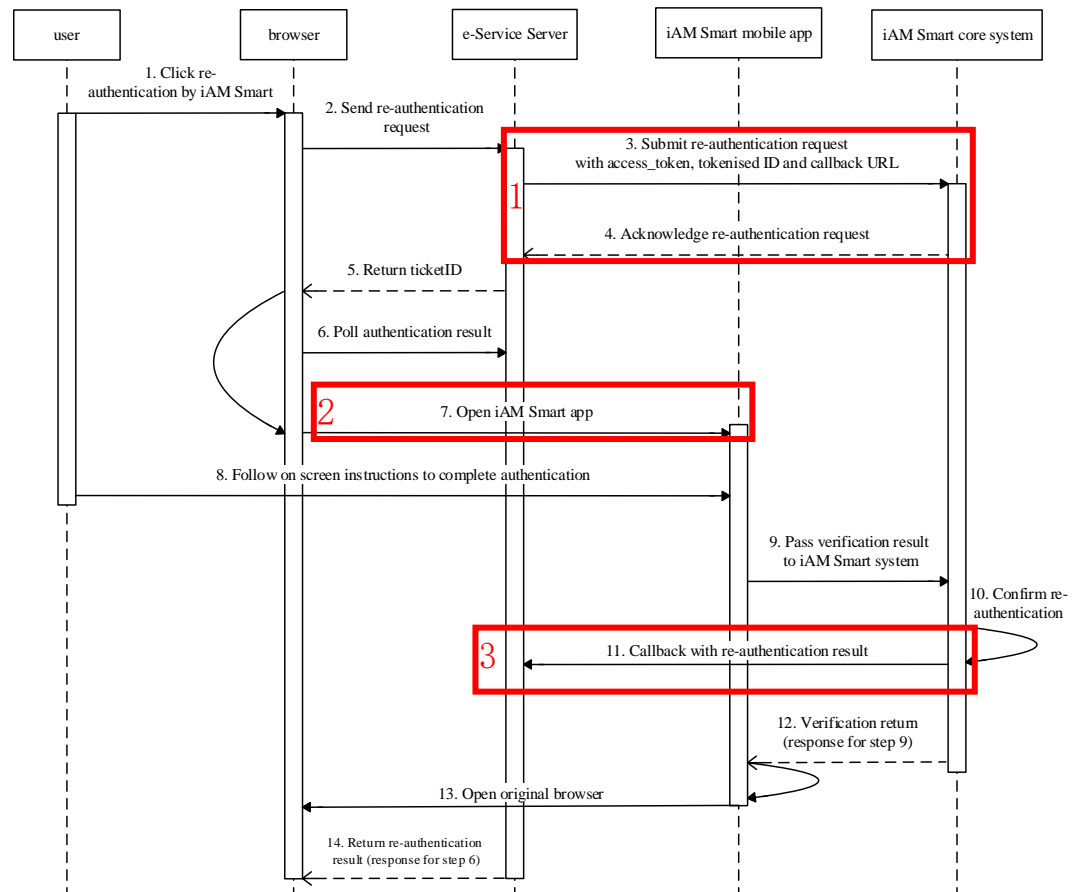 user
browser
e-Service Server
iAM Smart mobile app
iAM Smart core system
1. Click re-
authentication by iAM Smart
2. Send re-authentication
request
3. Submit re-authentication request
with access_token, tokenised ID and callback URL
1
4. Acknowledge re-authentication request
5. Return ticketID
6. Poll authentication result
2
7. Open iAM Smart app
8. Follow on screen instructions to complete authentication
9. Pass verification result
to iAM Smart system
10. Confirm re-
authentication
3
11. Callback with re-authentication result
12. Verification return
(response for step 9)
13. Open original browser
14. Return re-authentication
result (response for step 6)